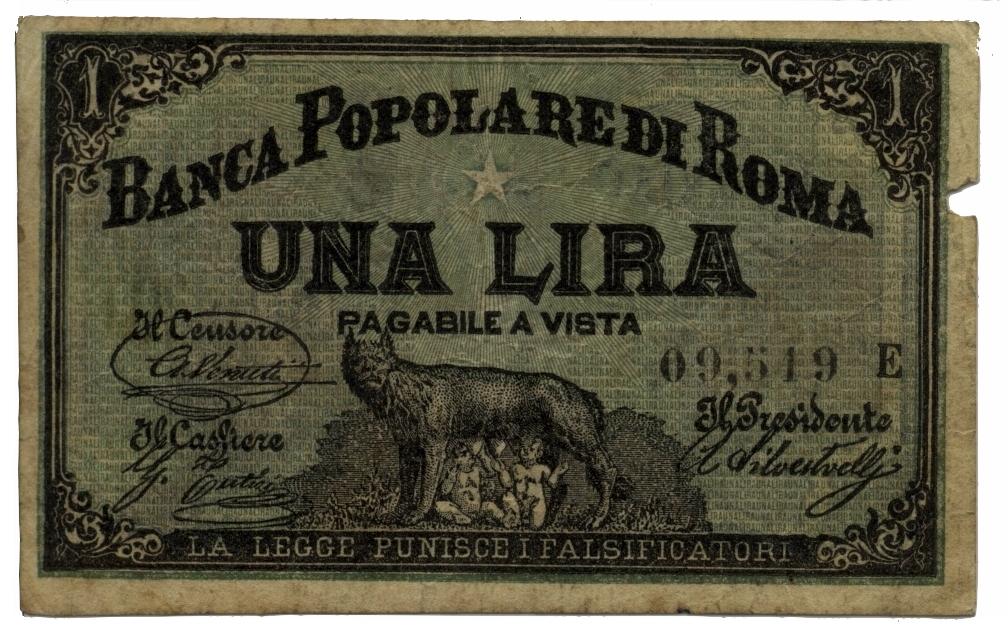 1 1
BANCA POPOLARE DI ROMA
UNA LIRA
PAGABILE A VISTA
Il Censore
09,519 E
Il Presidente
Il Cassiere
LA LEGGE PUNISCE I FALSIFICATORI